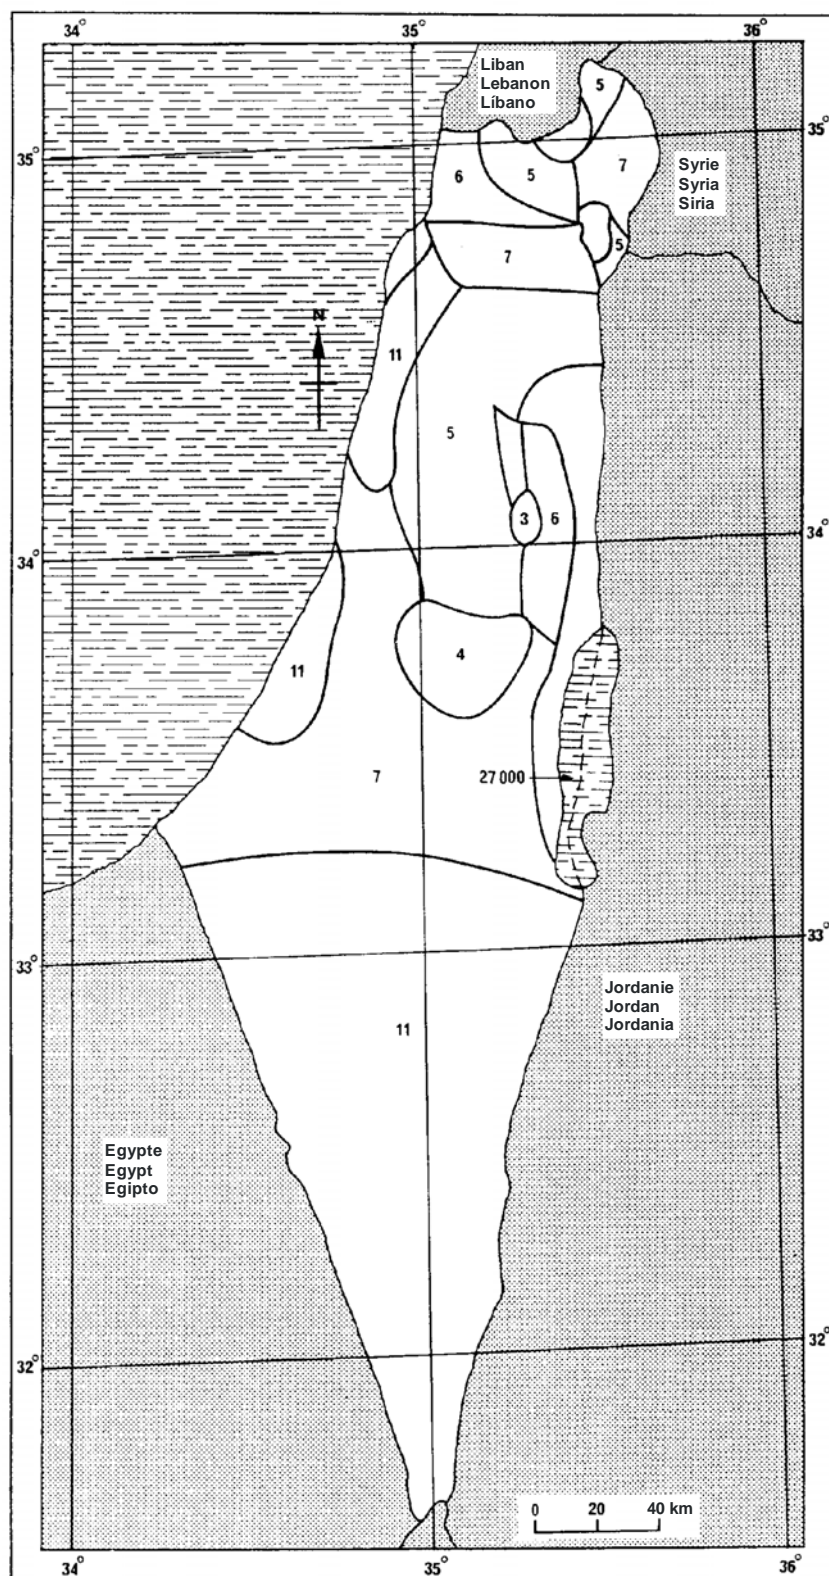 34°
35°
36°
Liban
Lebanon
Líbano
5
35°
35°
6
5
7
Syrie
Syria
Siria
7
5
N
11
5
3
6
34°
34°
4
11
7
27 000
33°
33°
Jordanie
Jordan
Jordania
11
Egypte
Egypt
Egipto
32°
32°
0
20
40 km
34°
35°
36°